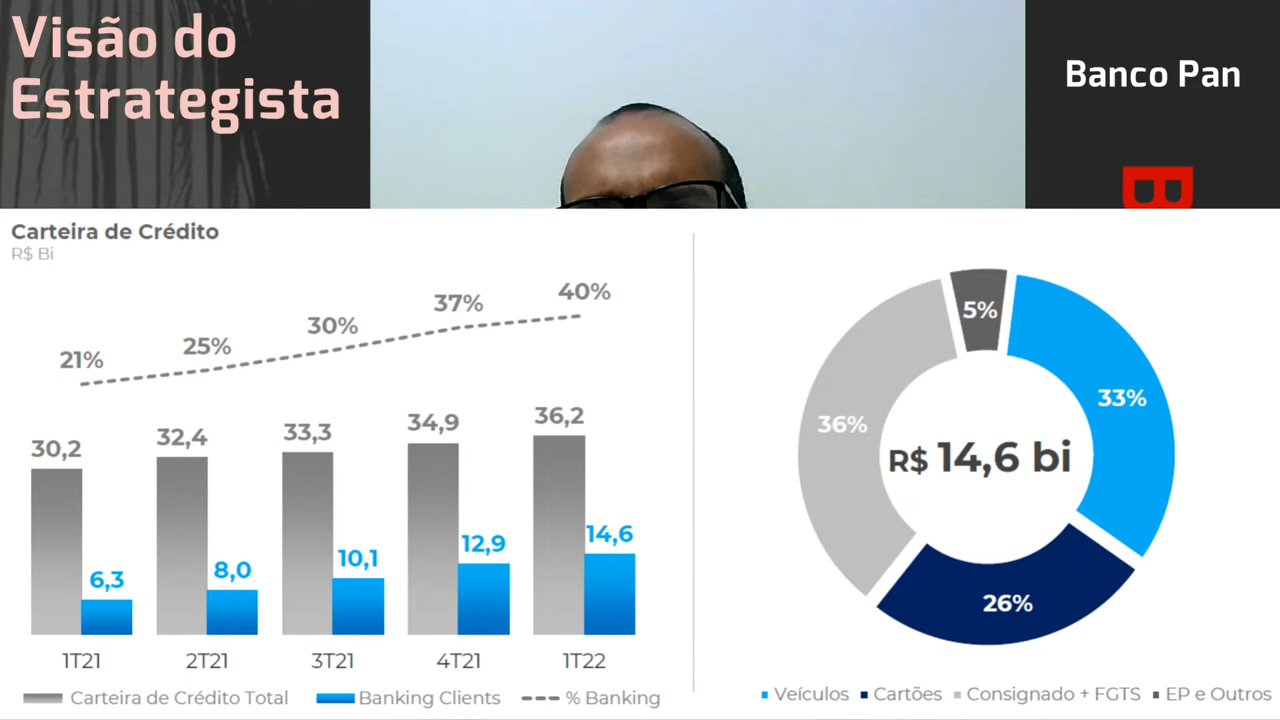 Visão do
Estrategista
Banco Pan
B
Carteira de Crédito
R$ Bi
21%
25%
30%
37%
40%
30,2
32,4
33,3
34,9
36,2
6,3
8,0
10,1
12,9
14,6
1T21
2T21
3T21
4T21
1T22
Carteira de Crédito Total
Banking Clients
% Banking
5%
33%
36%
R$ 14,6 bi
26%
Veículos
Cartões
Consignado + FGTS
EP e Outros